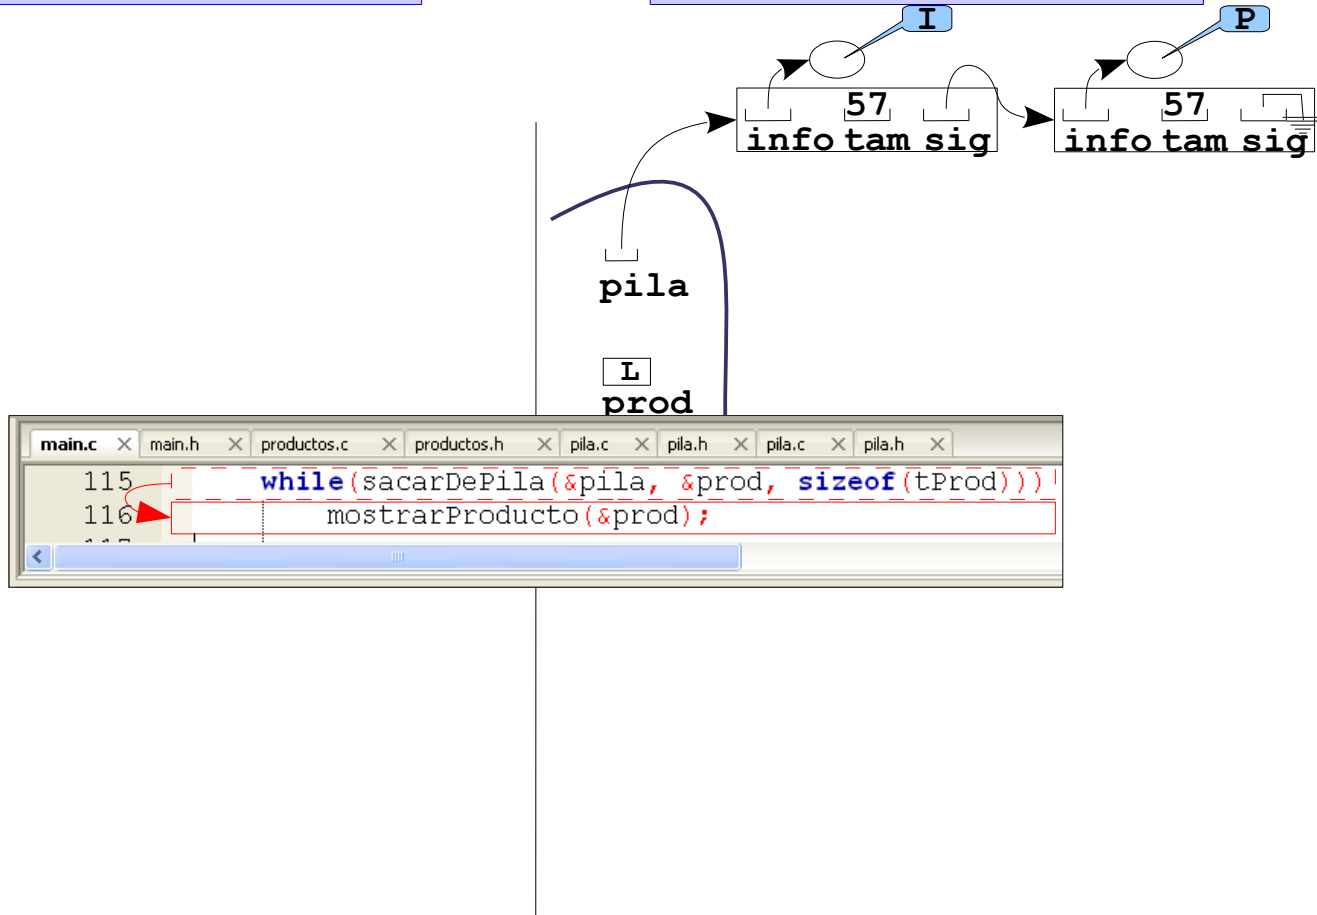 I P
57 57
info tam sig info tam sig
pila
L
prod
main.c main.h productos.c productos.h pila.c pila.h pila.c pila.h
115 while(sacarDePila(&pila, &prod, sizeof(tProd)))
116 mostrarProducto(&prod);